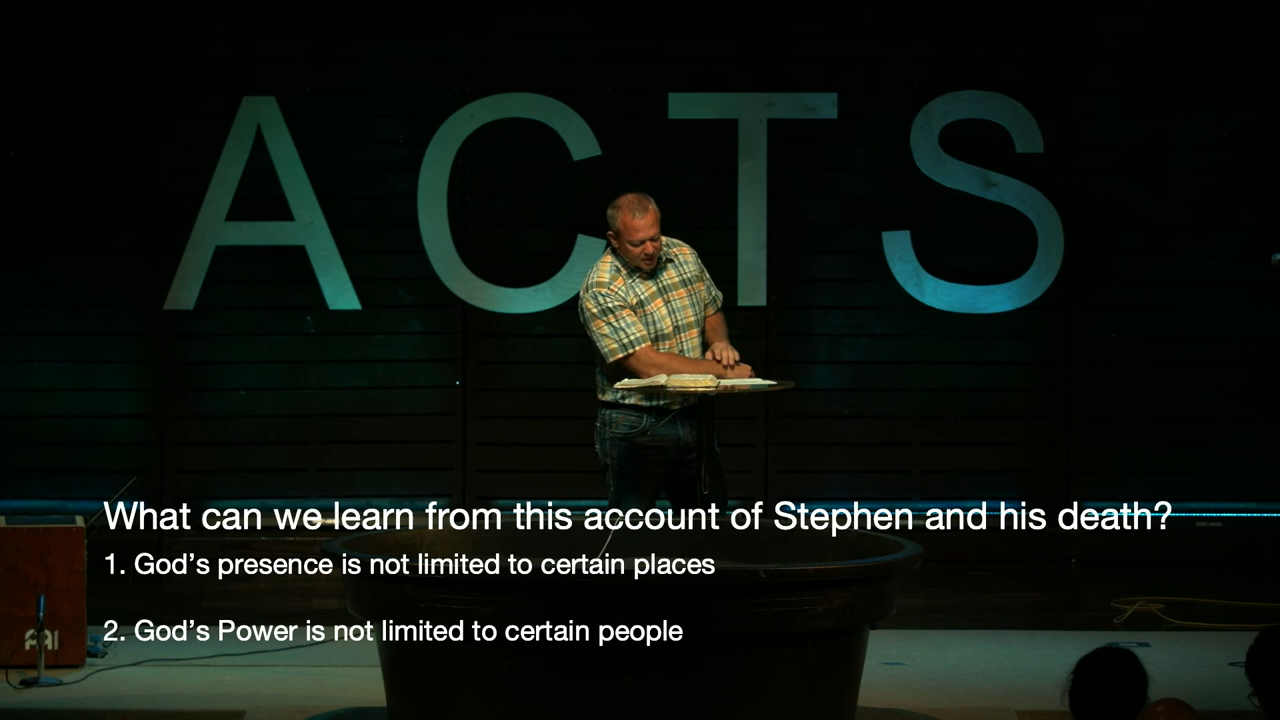 ACTS
What can we learn from this account of Stephen and his death?
1. God’s presence is not limited to certain places
2. God’s Power is not limited to certain people